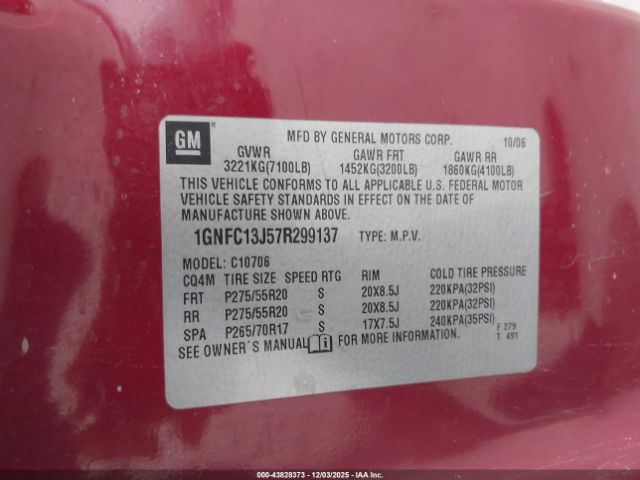 GM
MFD BY GENERAL MOTORS CORP. 10/06
GVWR GAWR FRT GAWR RR
3221KG(7100LB) 1452KG(3200LB) 1860KG(4100LB)
THIS VEHICLE CONFORMS TO ALL APPLICABLE U.S. FEDERAL MOTOR
VEHICLE SAFETY STANDARDS IN EFFECT ON THE DATE OF
MANUFACTURE SHOWN ABOVE.
1GNFC13J57R299137 TYPE: M.P.V.
MODEL: C10706
CQ4M TIRE SIZE SPEED RTG RIM COLD TIRE PRESSURE
FRT P275/55R20 S 20X8.5J 220KPA(32PSI)
RR P275/55R20 S 20X8.5J 220KPA(32PSI)
SPA P265/70R17 S 17X7.5J 240KPA(35PSI)
SEE OWNER'S MANUAL i FOR MORE INFORMATION.
F 279
T 491
000-43828373 - 12/03/2025 - IAA Inc.